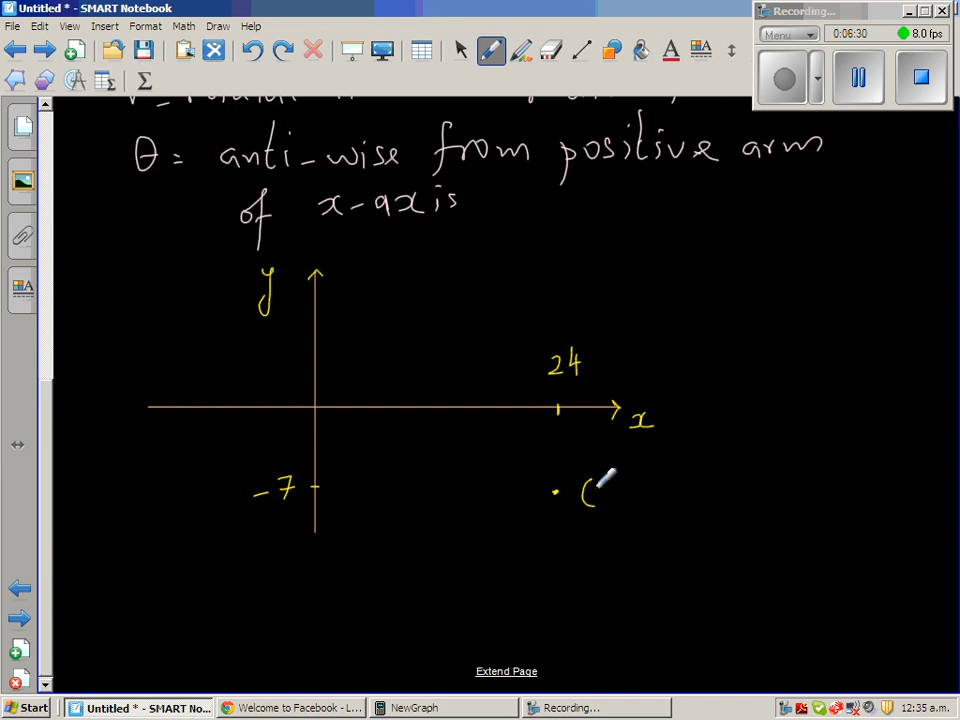 Untitled * - SMART Notebook
File Edit View Insert Format Math Draw Help
Recording...
Menu 0:06:30 8.0 fps
θ = anti-wise from positive arm
of x-axis
y
24
x
-7
(
Extend Page
Start Untitled * - SMART No... Welcome to Facebook - L... NewGraph Recording... 12:35 a.m.